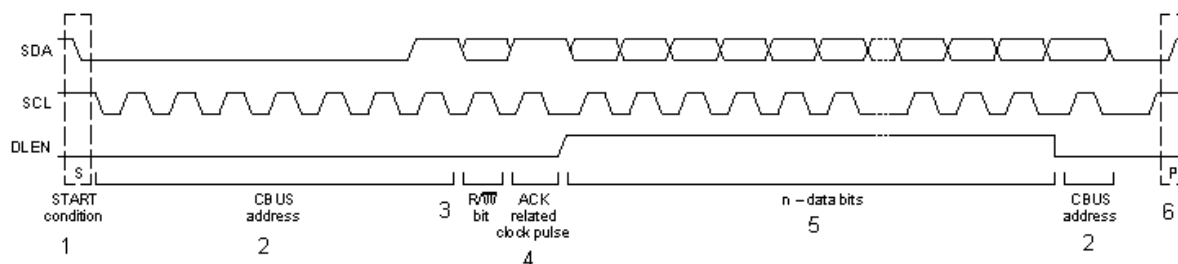 SDA
SCL
DLEN
S
P
START
condition
1
CBUS
address
2
3
R/W
bit
ACK
related
clock pulse
4
n – data bits
5
CBUS
address
2
6